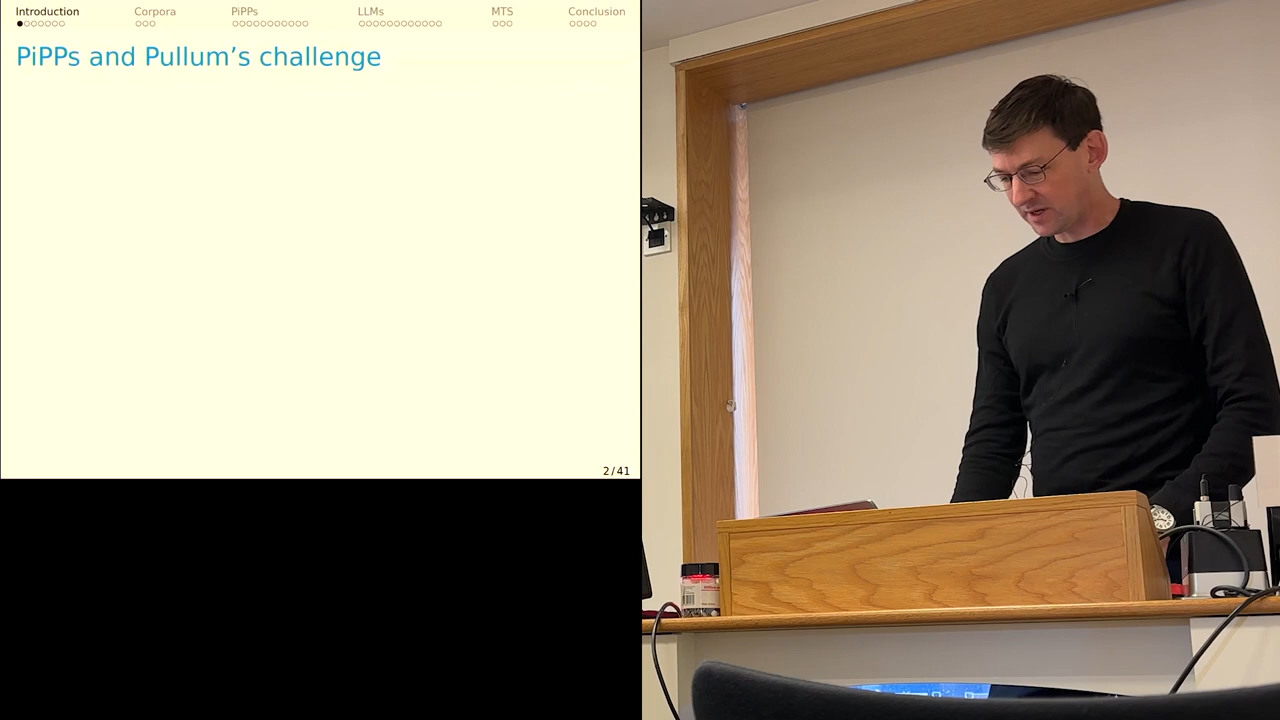 Introduction Corpora PiPPs LLMs MTS Conclusion
PiPPs and Pullum's challenge
2/41